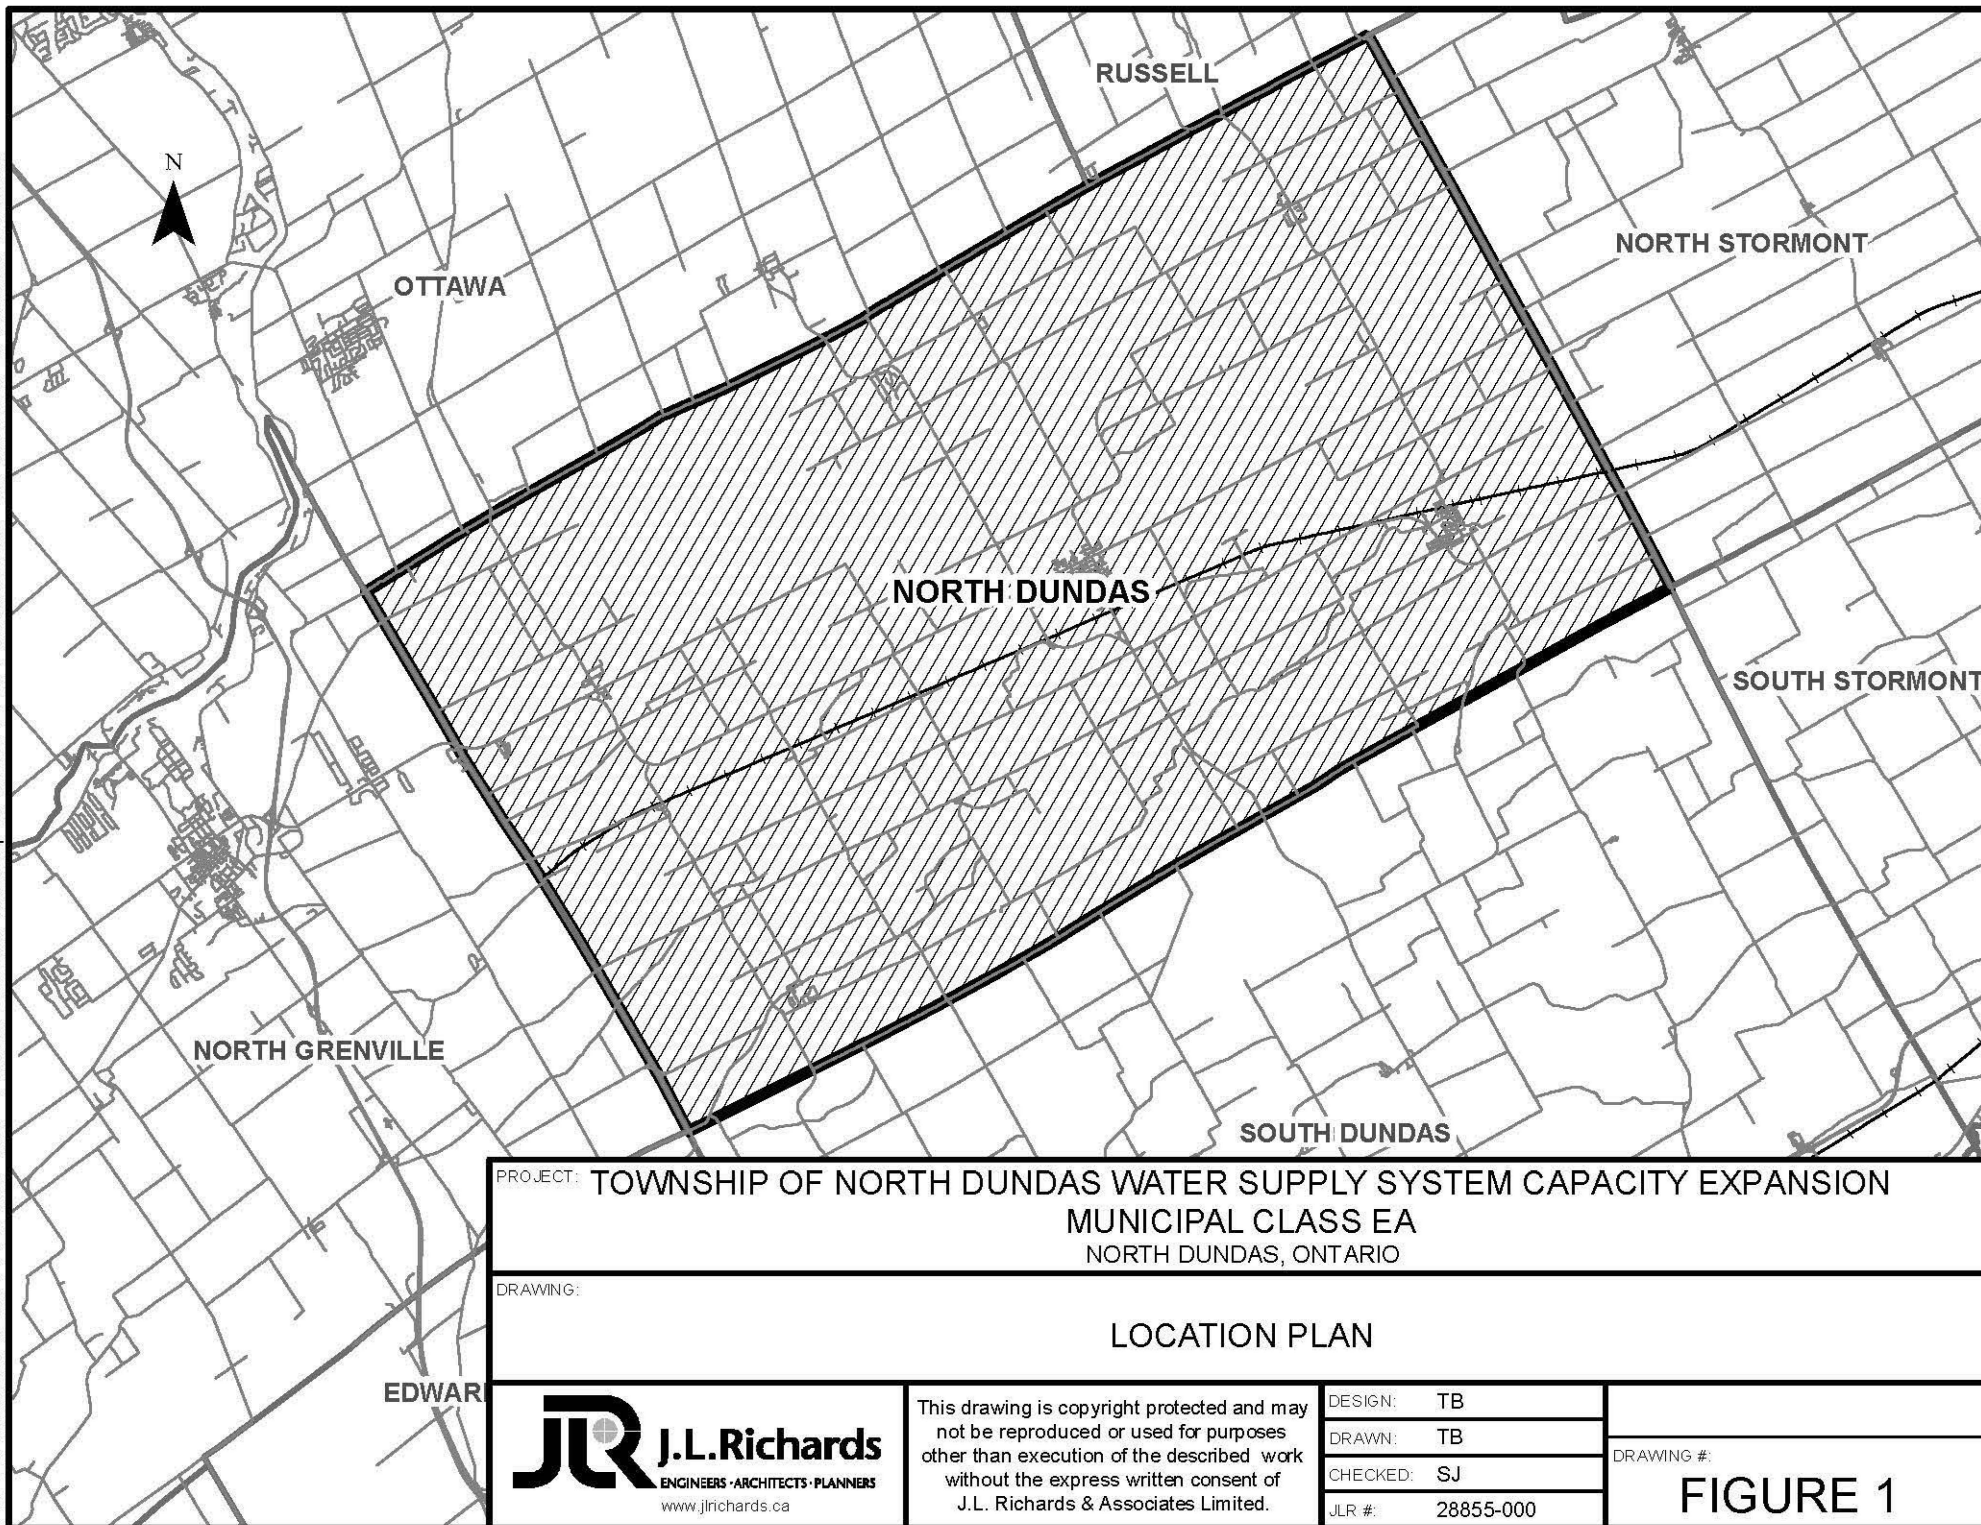 RUSSELL
N
NORTH STORMONT
OTTAWA
NORTH DUNDAS
SOUTH STORMONT
NORTH GRENVILLE
SOUTH DUNDAS
EDWAR
PROJECT: TOWNSHIP OF NORTH DUNDAS WATER SUPPLY SYSTEM CAPACITY EXPANSION
MUNICIPAL CLASS EA
NORTH DUNDAS, ONTARIO
DRAWING:
LOCATION PLAN
JLR J.L.Richards
ENGINEERS · ARCHITECTS · PLANNERS
www.jlrichards.ca
This drawing is copyright protected and may
not be reproduced or used for purposes
other than execution of the described work
without the express written consent of
J.L. Richards & Associates Limited.
DESIGN: TB
DRAWN: TB
CHECKED: SJ
JLR #: 28855-000
DRAWING #:
FIGURE 1